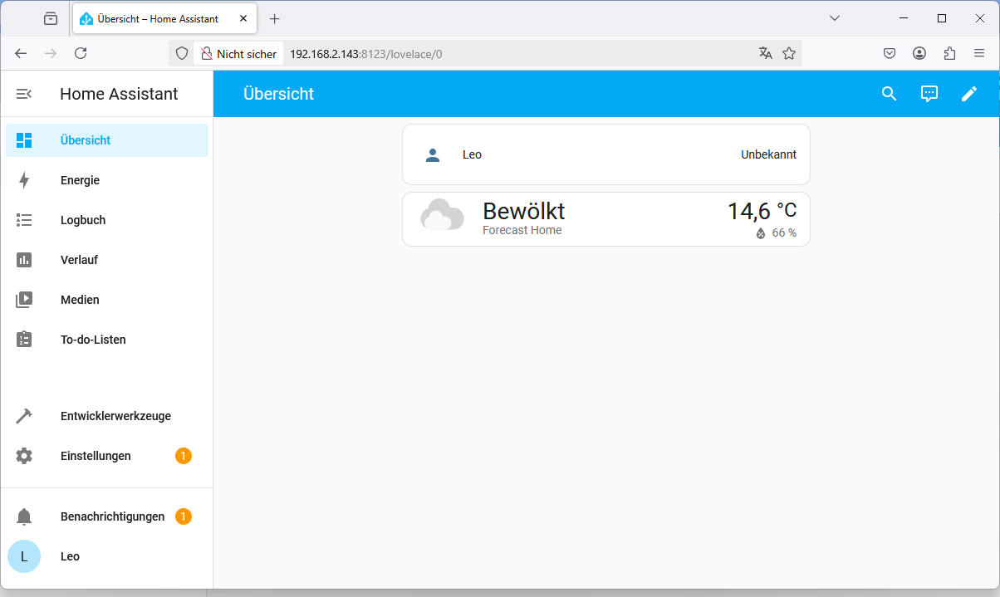 Übersicht – Home Assistant
Nicht sicher 192.168.2.143:8123/lovelace/0
Home Assistant
Übersicht
Übersicht
Energie
Logbuch
Verlauf
Medien
To-do-Listen
Entwicklerwerkzeuge
Einstellungen 1
Benachrichtigungen 1
L Leo
Leo Unbekannt
Bewölkt 14,6 °C
Forecast Home 66 %